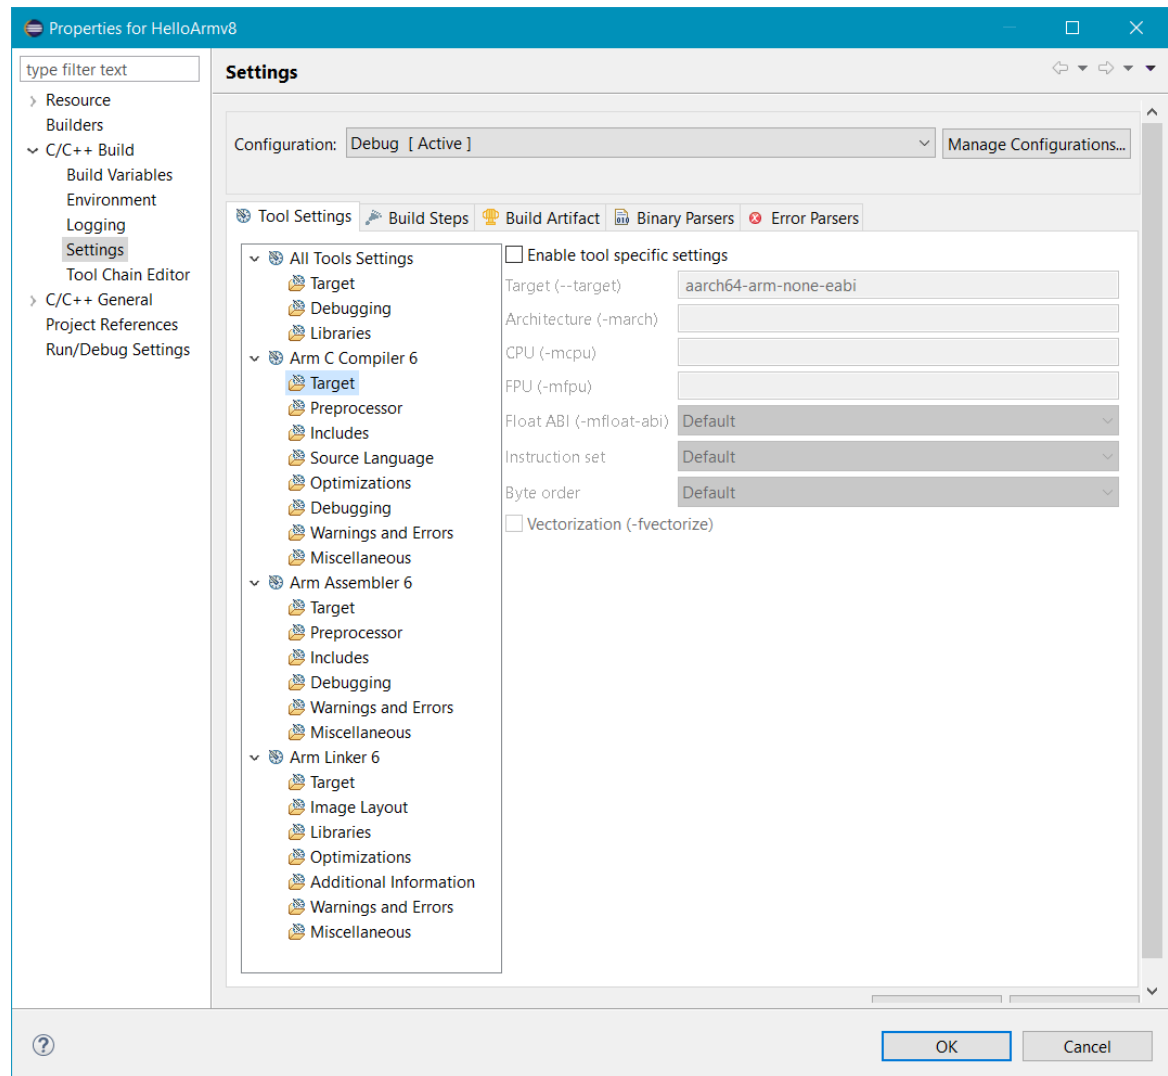 Properties for HelloArmv8
type filter text
Resource
Builders
C/C++ Build
Build Variables
Environment
Logging
Settings
Tool Chain Editor
C/C++ General
Project References
Run/Debug Settings
Settings
Configuration: Debug [ Active ] Manage Configurations...
Tool Settings Build Steps Build Artifact Binary Parsers Error Parsers
All Tools Settings
Target
Debugging
Libraries
Arm C Compiler 6
Target
Preprocessor
Includes
Source Language
Optimizations
Debugging
Warnings and Errors
Miscellaneous
Arm Assembler 6
Target
Preprocessor
Includes
Debugging
Warnings and Errors
Miscellaneous
Arm Linker 6
Target
Image Layout
Libraries
Optimizations
Additional Information
Warnings and Errors
Miscellaneous
Enable tool specific settings
Target (--target) aarch64-arm-none-eabi
Architecture (-march)
CPU (-mcpu)
FPU (-mfpu)
Float ABI (-mfloat-abi) Default
Instruction set Default
Byte order Default
Vectorization (-fvectorize)
OK Cancel